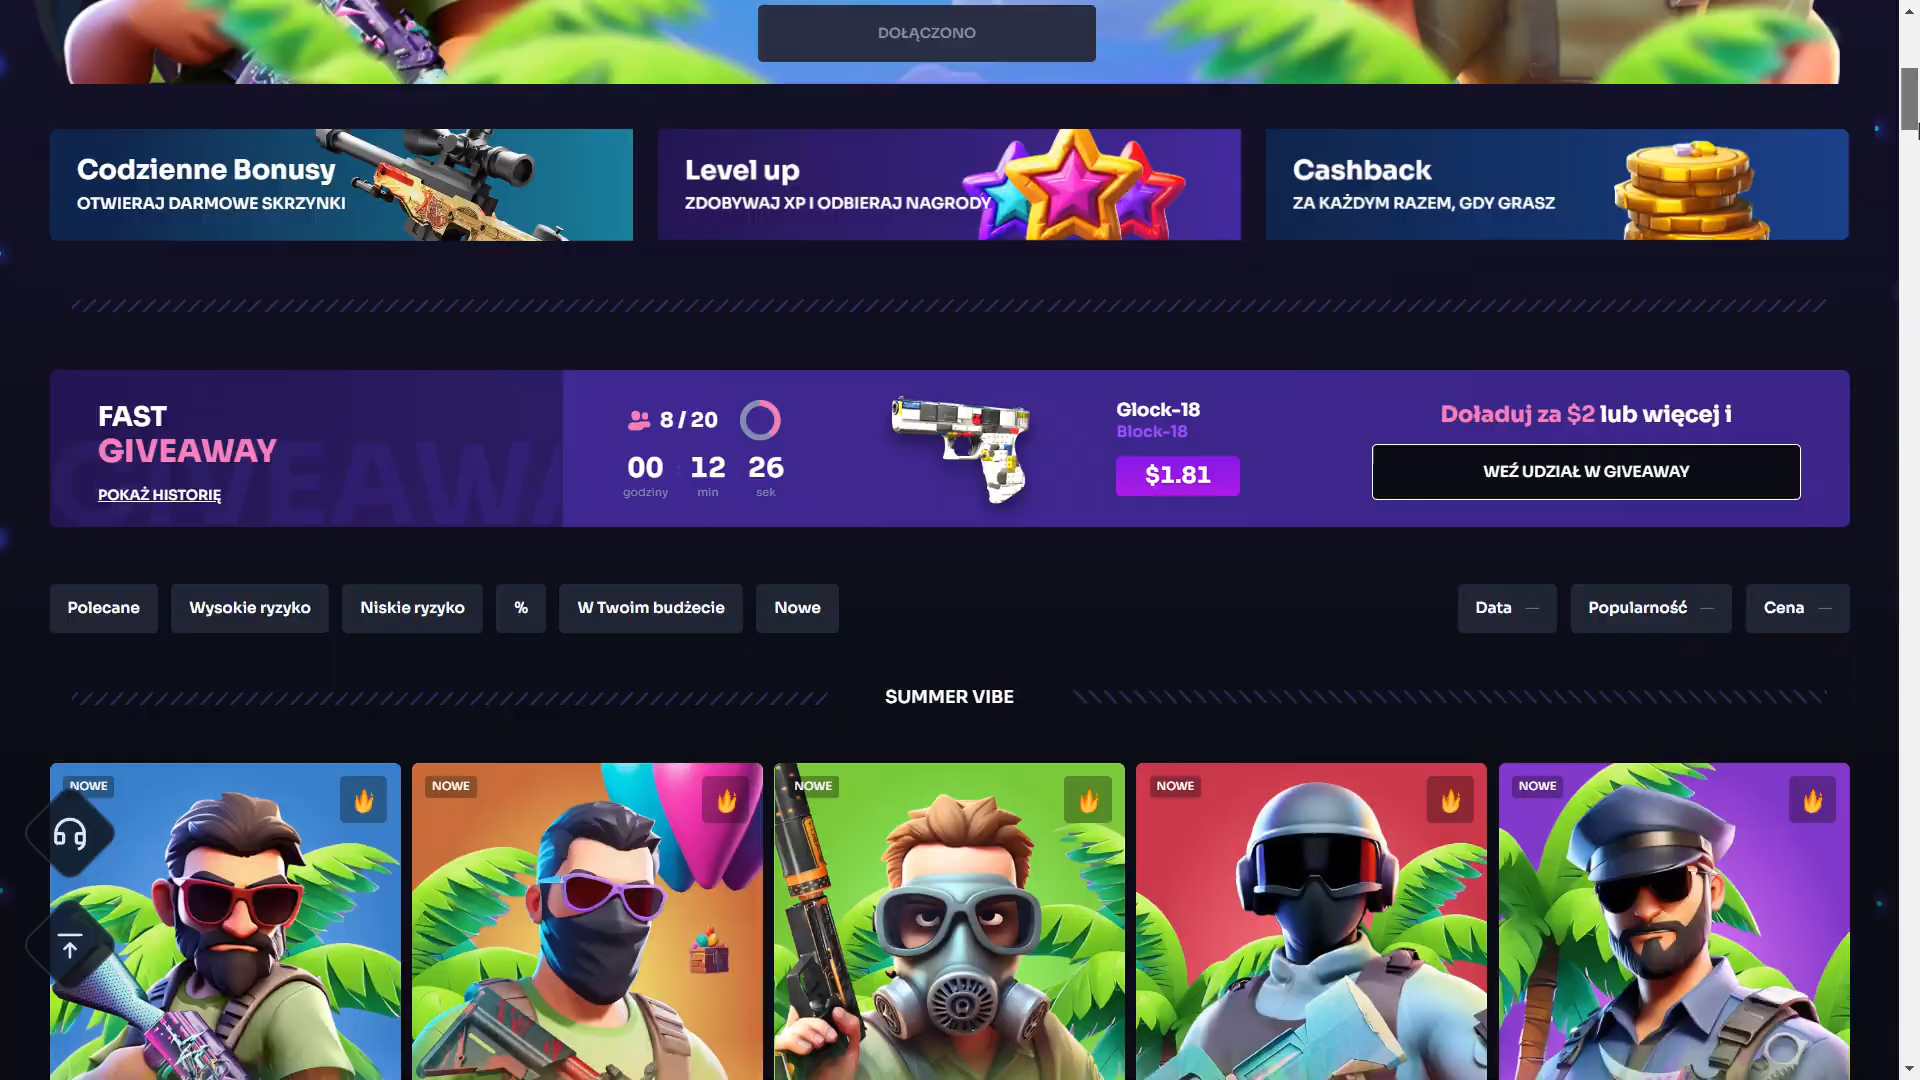 DOŁĄCZONO
Codzienne Bonusy
OTWIERAJ DARMOWE SKRZYNKI
Level up
ZDOBYWAJ XP I ODBIERAJ NAGRODY
Cashback
ZA KAŻDYM RAZEM, GDY GRASZ
GIVEAWAY
FAST
GIVEAWAY
POKAŻ HISTORIĘ
8 / 20
00 : 12 : 26
godziny min sek
Glock-18
Block-18
$1.81
Doładuj za $2 lub więcej i
WEŹ UDZIAŁ W GIVEAWAY
Polecane
Wysokie ryzyko
Niskie ryzyko
%
W Twoim budżecie
Nowe
Data
Popularność
Cena
SUMMER VIBE
NOWE
NOWE
NOWE
NOWE
NOWE